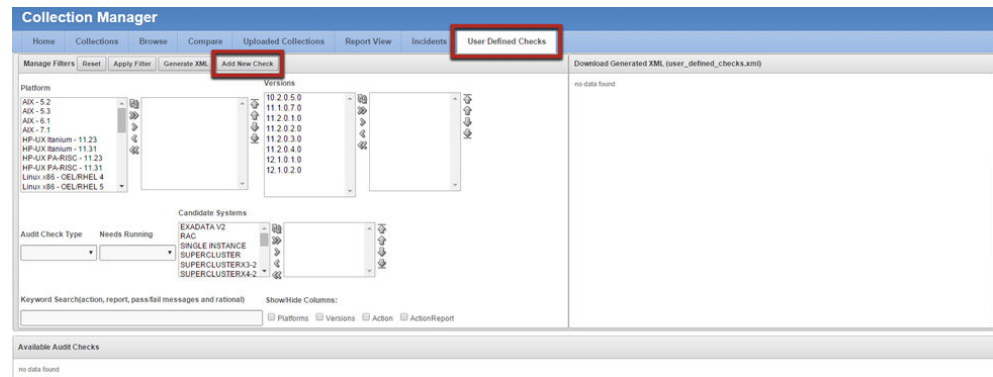 Collection Manager
Home Collections Browse Compare Uploaded Collections Report View Incidents User Defined Checks
Manage Filters Reset Apply Filter Generate XML Add New Check
Download Generated XML (user_defined_checks.xml)
no data found
Platform
AIX - 5.2
AIX - 5.3
AIX - 6.1
AIX - 7.1
HP-UX Itanium - 11.23
HP-UX Itanium - 11.31
HP-UX PA-RISC - 11.23
HP-UX PA-RISC - 11.31
Linux x86 - OEL/RHEL 4
Linux x86 - OEL/RHEL 5
Versions
10.2.0.5.0
11.1.0.7.0
11.2.0.1.0
11.2.0.2.0
11.2.0.3.0
11.2.0.4.0
12.1.0.1.0
12.1.0.2.0
Audit Check Type Needs Running
Candidate Systems
EXADATA V2
RAC
SINGLE INSTANCE
SUPERCLUSTER
SUPERCLUSTERX3-2
SUPERCLUSTERX4-2
Keyword Search(action, report, pass/fail messages and rational)
Show/Hide Columns:
Platforms Versions Action ActionReport
Available Audit Checks
no data found